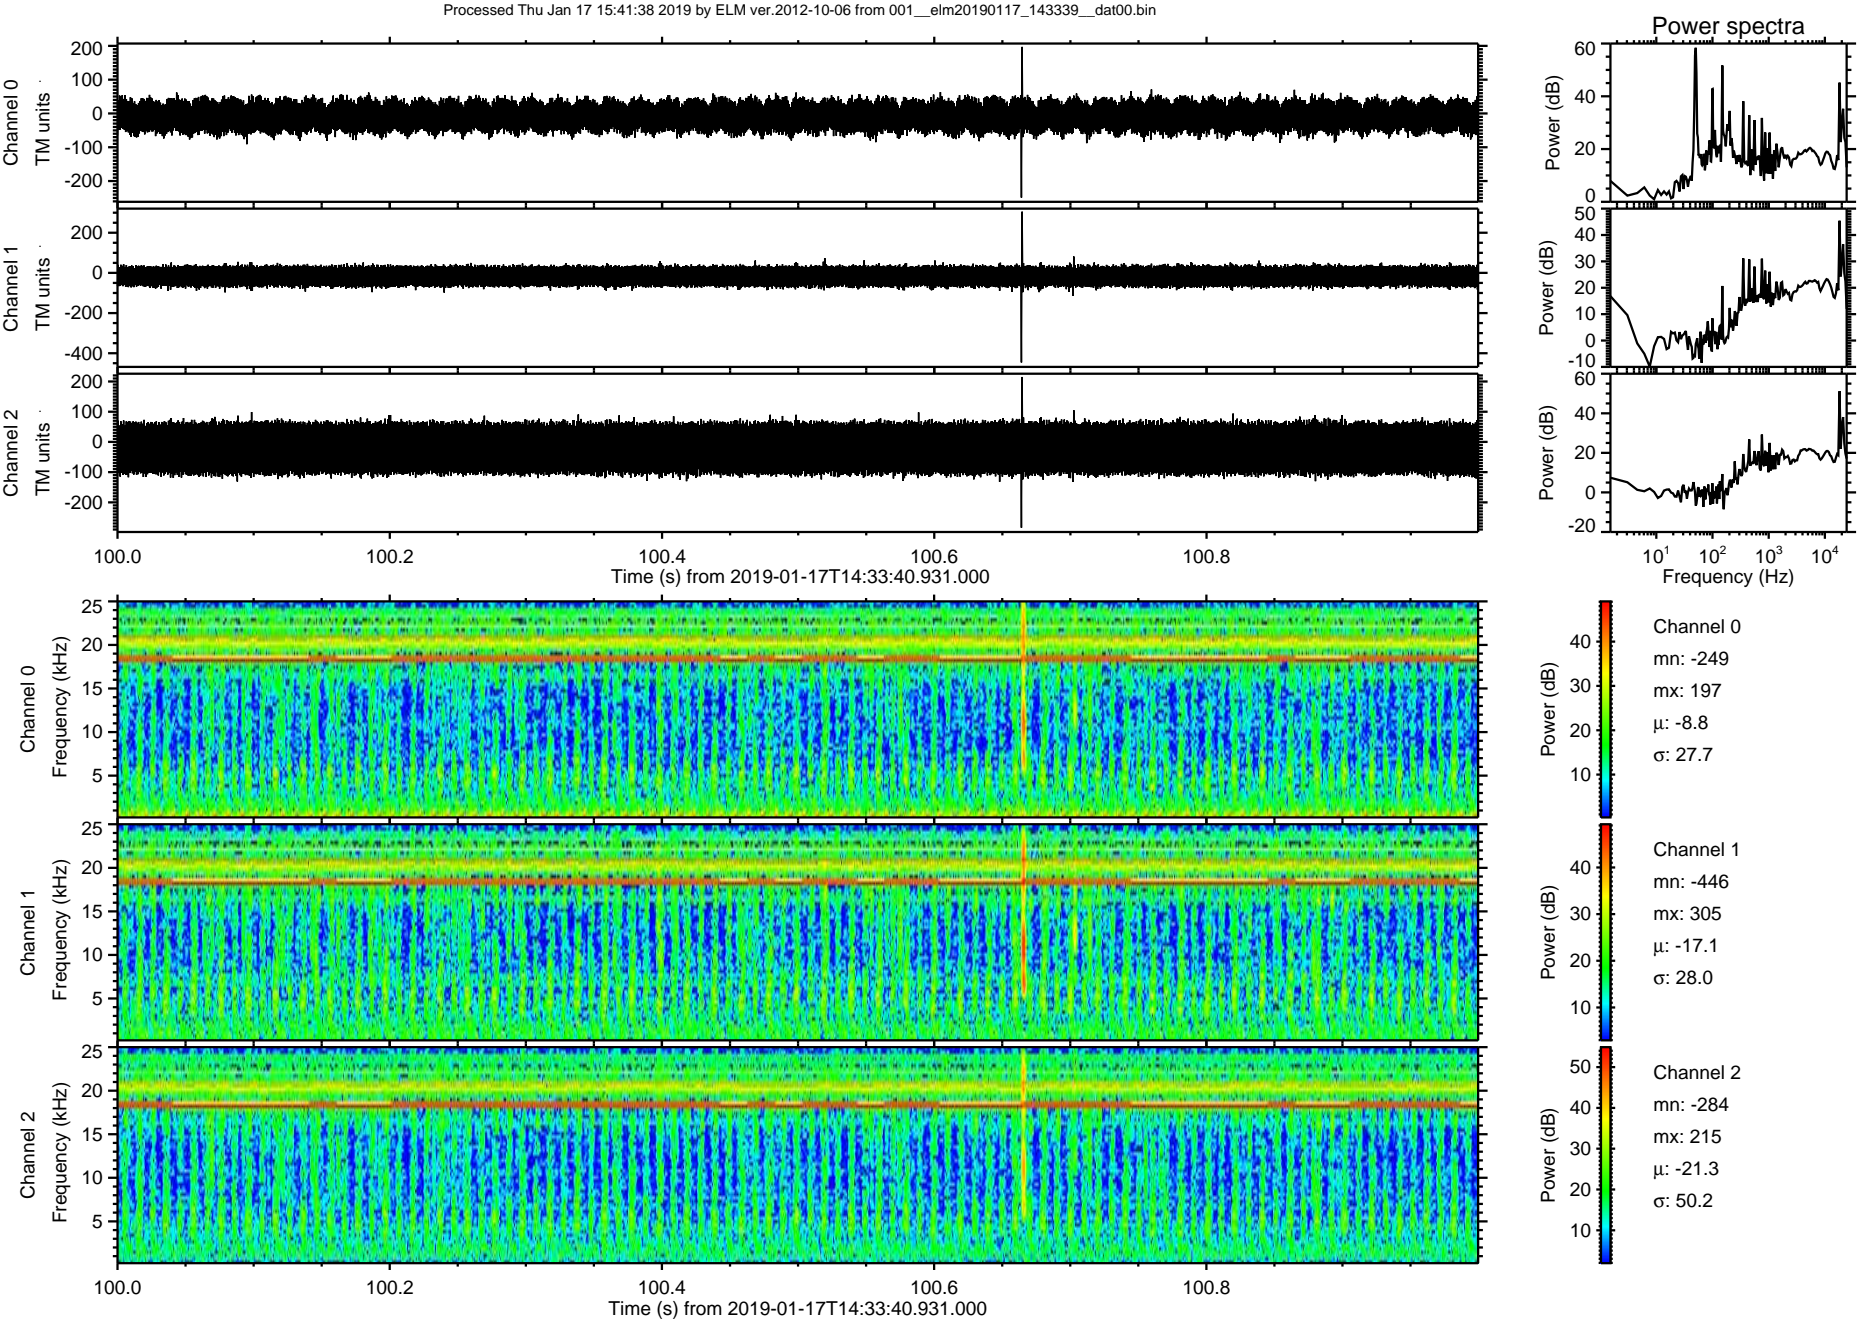 Processed Thu Jan 17 15:41:38 2019 by ELM ver.2012-10-06 from 001__elm20190117_143339__dat00.bin
Power spectra
Channel 0
TM units
200
100
0
-100
-200
Power (dB)
60
40
20
0
Channel 1
TM units
200
0
-200
-400
Power (dB)
50
40
30
20
10
0
-10
Channel 2
TM units
200
100
0
-100
-200
Power (dB)
60
40
20
0
-20
100.0 100.2 100.4 100.6 100.8
Time (s) from 2019-01-17T14:33:40.931.000
10¹ 10² 10³ 10⁴
Frequency (Hz)
Channel 0
Frequency (kHz)
25
20
15
10
5
Power (dB)
40
30
20
10
Channel 0
mn: -249
mx: 197
μ: -8.8
σ: 27.7
Channel 1
Frequency (kHz)
25
20
15
10
5
Power (dB)
40
30
20
10
Channel 1
mn: -446
mx: 305
μ: -17.1
σ: 28.0
Channel 2
Frequency (kHz)
25
20
15
10
5
Power (dB)
50
40
30
20
10
Channel 2
mn: -284
mx: 215
μ: -21.3
σ: 50.2
100.0 100.2 100.4 100.6 100.8
Time (s) from 2019-01-17T14:33:40.931.000